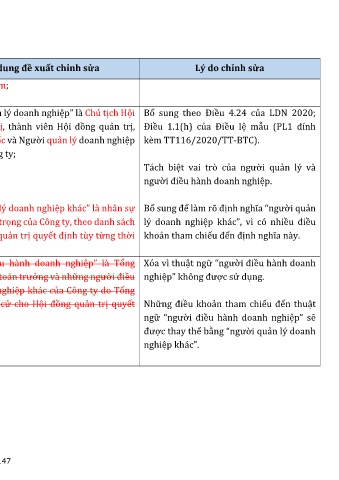 dung đề xuất chỉnh sửa
Lý do chỉnh sửa
m;
lý doanh nghiệp” là Chủ tịch Hội
ị, thành viên Hội đồng quản trị,
ốc và Người quản lý doanh nghiệp
g ty;
Bổ sung theo Điều 4.24 của LDN 2020;
Điều 1.1(h) của Điều lệ mẫu (PL1 đính
kèm TT116/2020/TT-BTC).
Tách biệt vai trò của người quản lý và
người điều hành doanh nghiệp.
lý doanh nghiệp khác” là nhân sự
trọng của Công ty, theo danh sách
quản trị quyết định tùy từng thời
Bổ sung để làm rõ định nghĩa “người quản
lý doanh nghiệp khác”, vì có nhiều điều
khoản tham chiếu đến định nghĩa này.
u hành doanh nghiệp” là Tổng
toán trưởng và những người điều
nghiệp khác của Công ty do Tổng
cử cho Hội đồng quản trị quyết
Xóa vì thuật ngữ “người điều hành doanh
nghiệp” không được sử dụng.
Những điều khoản tham chiếu đến thuật
ngữ “người điều hành doanh nghiệp” sẽ
được thay thế bằng “người quản lý doanh
nghiệp khác”.
47